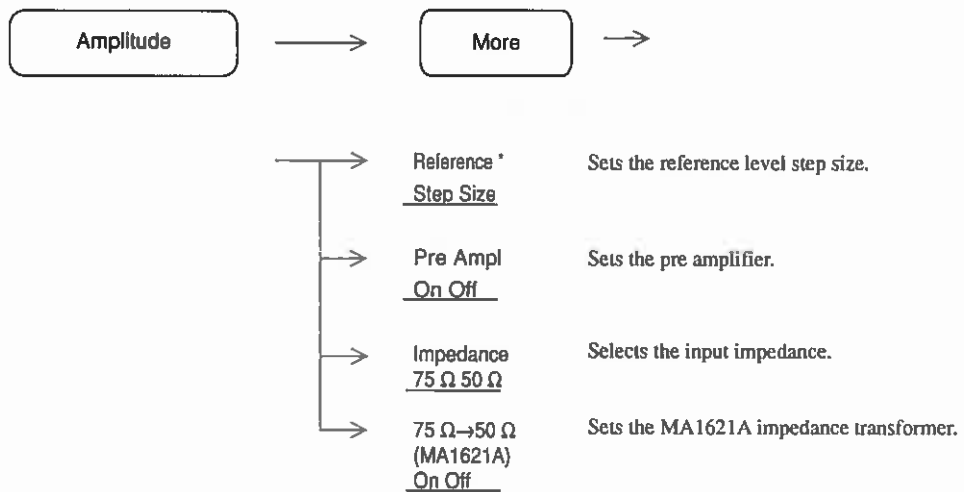 Amplitude
More
Reference *
Step Size
Sets the reference level step size.
Pre Ampl
On Off
Sets the pre amplifier.
Impedance
75 Ω 50 Ω
Selects the input impedance.
75 Ω→50 Ω
(MA1621A)
On Off
Sets the MA1621A impedance transformer.